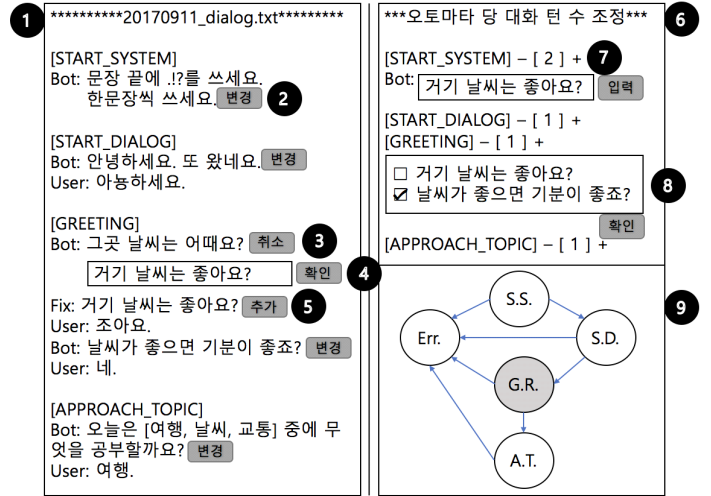 1
**********20170911_dialog.txt*********
[START_SYSTEM]
Bot: 문장 끝에 .!?를 쓰세요.
한문장씩 쓰세요. 변경 2
[START_DIALOG]
Bot: 안녕하세요. 또 왔네요. 변경
User: 아뇽하세요.
[GREETING]
Bot: 그곳 날씨는 어때요? 취소 3
거기 날씨는 좋아요? 확인 4
Fix: 거기 날씨는 좋아요? 추가 5
User: 조아요.
Bot: 날씨가 좋으면 기분이 좋죠? 변경
User: 네.
[APPROACH_TOPIC]
Bot: 오늘은 [여행, 날씨, 교통] 중에 무
엇을 공부할까요? 변경
User: 여행.
***오토마타 당 대화 턴 수 조정*** 6
[START_SYSTEM] – [ 2 ] + 7
Bot: 거기 날씨는 좋아요? 입력
[START_DIALOG] – [ 1 ] +
[GREETING] – [ 1 ] +
거기 날씨는 좋아요?
날씨가 좋으면 기분이 좋죠? 8
확인
[APPROACH_TOPIC] – [ 1 ] +
9
S.S.
Err.
S.D.
G.R.
A.T.